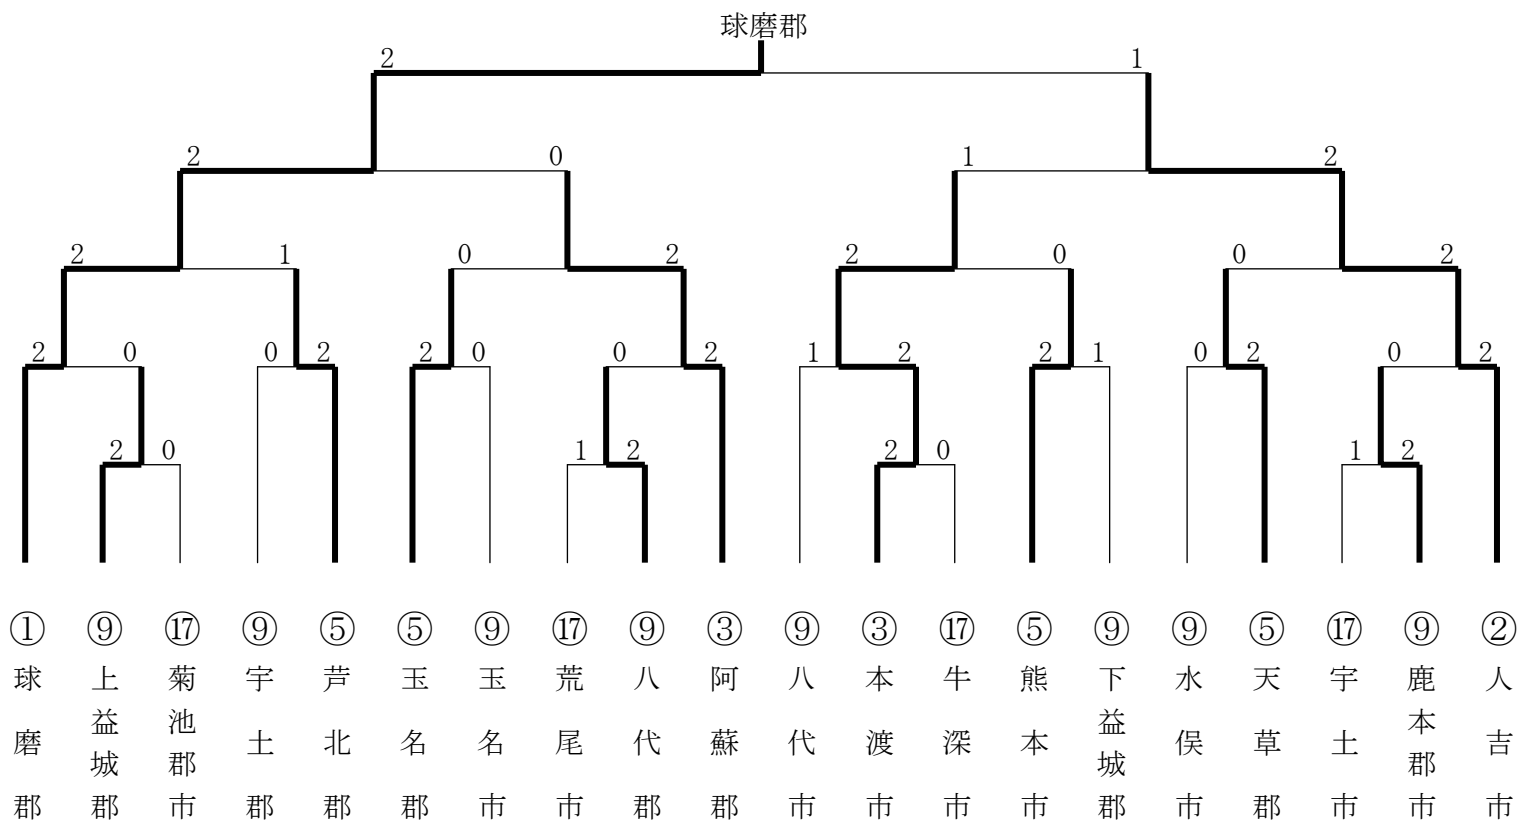 球磨郡
2 1
2 0 1 2
2 1 0 2 2 0 0 2
2 0 0 2 2 0 0 2 1 2 2 1 0 2 0 2
2 0 1 2 2 0 1 2
① ⑨ ⑰ ⑨ ⑤ ⑤ ⑨ ⑰ ⑨ ③ ⑨ ③ ⑰ ⑤ ⑨ ⑨ ⑤ ⑰ ⑨ ②
球磨郡
上益城郡
菊池郡市
宇土郡
芦北郡
玉名郡
玉名市
荒尾市
八代郡
阿蘇郡
八代市
本渡市
牛深市
熊本市
下益城郡
水俣市
天草郡
宇土市
鹿本郡市
人吉市